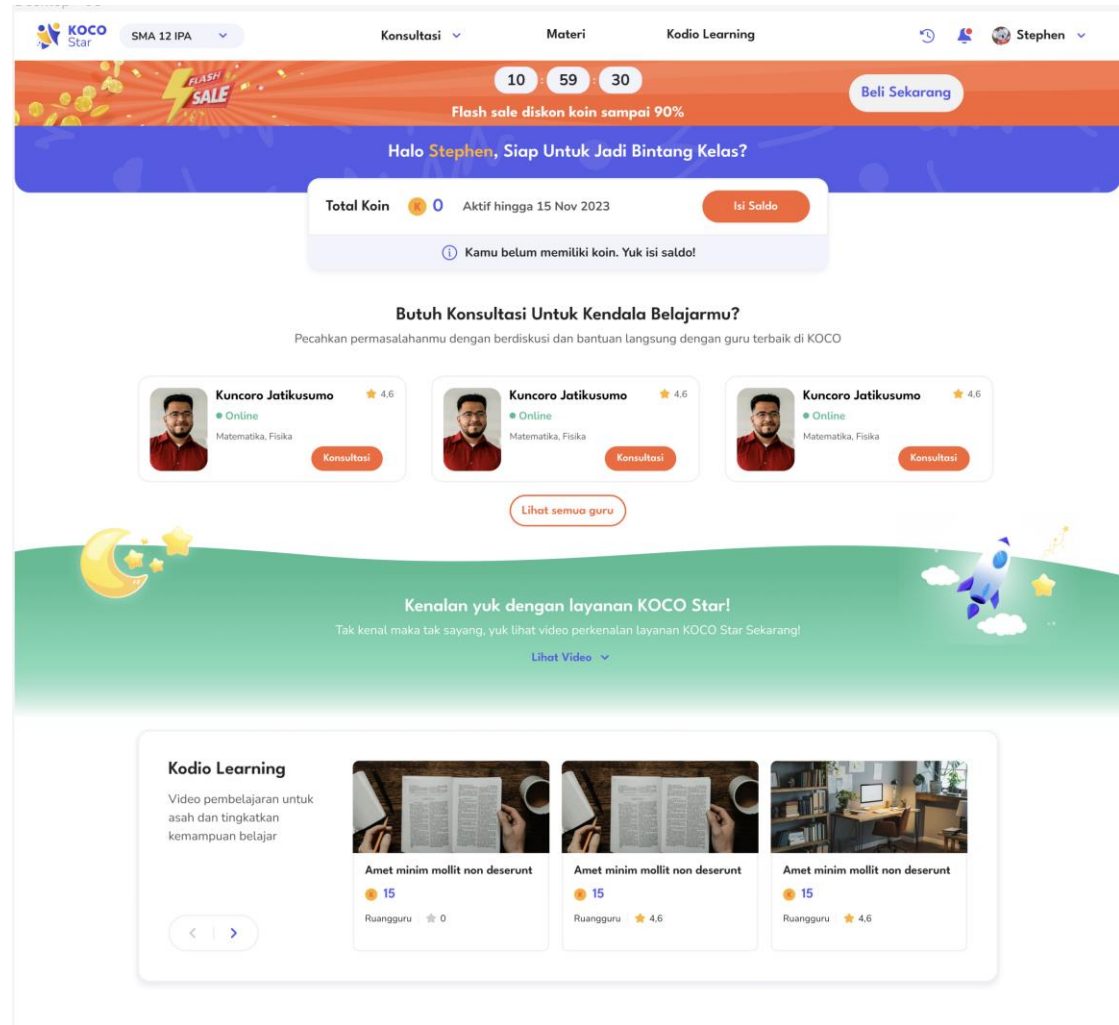 KOCO
Star
SMA 12 IPA
Konsultasi
Materi
Kodio Learning
Stephen
FLASH
SALE
10 : 59 : 30
Flash sale diskon koin sampai 90%
Beli Sekarang
Halo Stephen, Siap Untuk Jadi Bintang Kelas?
Total Koin K 0 Aktif hingga 15 Nov 2023 Isi Saldo
Kamu belum memiliki koin. Yuk isi saldo!
Butuh Konsultasi Untuk Kendala Belajarmu?
Pecahkan permasalahanmu dengan berdiskusi dan bantuan langsung dengan guru terbaik di KOCO
Kuncoro Jatikusumo 4,6
Online
Matematika, Fisika
Konsultasi
Kuncoro Jatikusumo 4,6
Online
Matematika, Fisika
Konsultasi
Kuncoro Jatikusumo 4,6
Online
Matematika, Fisika
Konsultasi
Lihat semua guru
Kenalan yuk dengan layanan KOCO Star!
Tak kenal maka tak sayang, yuk lihat video perkenalan layanan KOCO Star Sekarang!
Lihat Video
Kodio Learning
Video pembelajaran untuk
asah dan tingkatkan
kemampuan belajar
Amet minim mollit non deserunt
K 15
Ruangguru 0
Amet minim mollit non deserunt
K 15
Ruangguru 4,6
Amet minim mollit non deserunt
K 15
Ruangguru 4,6